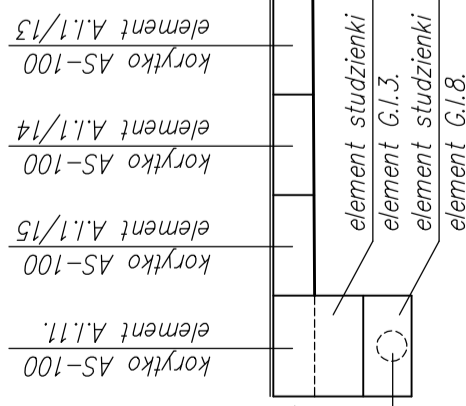 korytko AS-100
element A.I.1/13
korytko AS-100
element A.I.1/14
korytko AS-100
element A.I.1/15
korytko AS-100
element A.I.11.
element studzienki
element G.I.3.
element studzienki
element G.I.8.